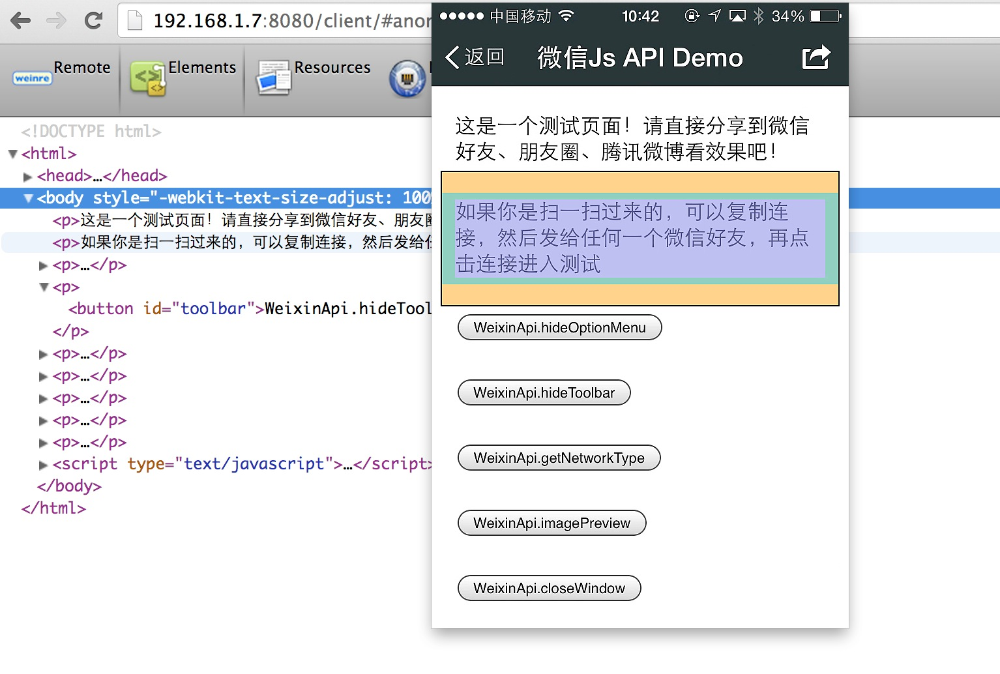 192.168.1.7:8080/client/#anon
weinre
Remote
Elements
Resources
<!DOCTYPE html>
<html>
<head>…</head>
<body style="-webkit-text-size-adjust: 100%
<p>这是一个测试页面！请直接分享到微信好友、朋友圈
<p>如果你是扫一扫过来的，可以复制连接，然后发给任
<p>…</p>
<p>
<button id="toolbar">WeixinApi.hideTool
</p>
<p>…</p>
<p>…</p>
<p>…</p>
<p>…</p>
<p>…</p>
<script type="text/javascript">…</script>
</body>
</html>
中国移动
10:42
34%
返回
微信Js API Demo
这是一个测试页面！请直接分享到微信
好友、朋友圈、腾讯微博看效果吧！
如果你是扫一扫过来的，可以复制连
接，然后发给任何一个微信好友，再点
击连接进入测试
WeixinApi.hideOptionMenu
WeixinApi.hideToolbar
WeixinApi.getNetworkType
WeixinApi.imagePreview
WeixinApi.closeWindow